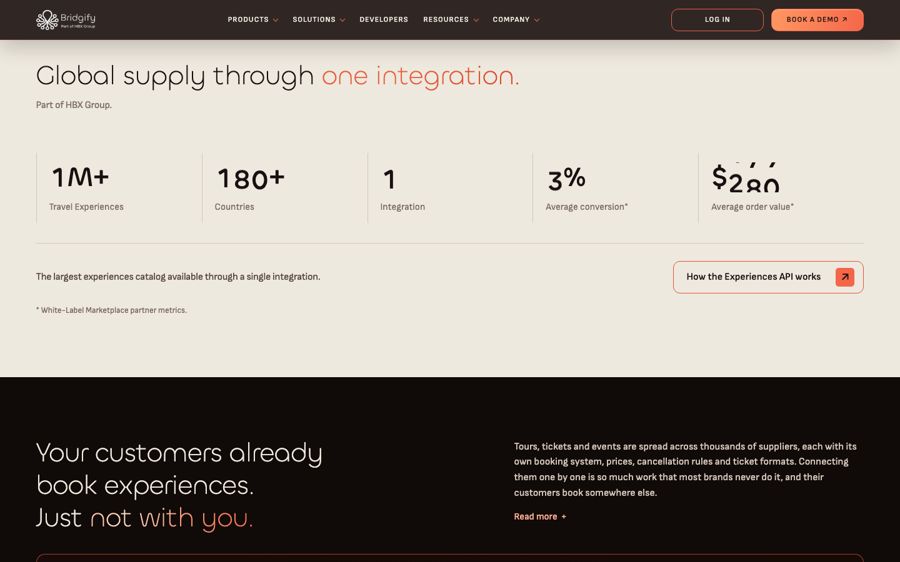 Bridgify
Part of HBX Group
PRODUCTS
SOLUTIONS
DEVELOPERS
RESOURCES
COMPANY
LOG IN
BOOK A DEMO
Global supply through one integration.
Part of HBX Group.
1M+
Travel Experiences
180+
Countries
1
Integration
3%
Average conversion*
$280
Average order value*
The largest experiences catalog available through a single integration.
How the Experiences API works
* White-Label Marketplace partner metrics.
Your customers already
book experiences.
Just not with you.
Tours, tickets and events are spread across thousands of suppliers, each with its
own booking system, prices, cancellation rules and ticket formats. Connecting
them one by one is so much work that most brands never do it, and their
customers book somewhere else.
Read more +